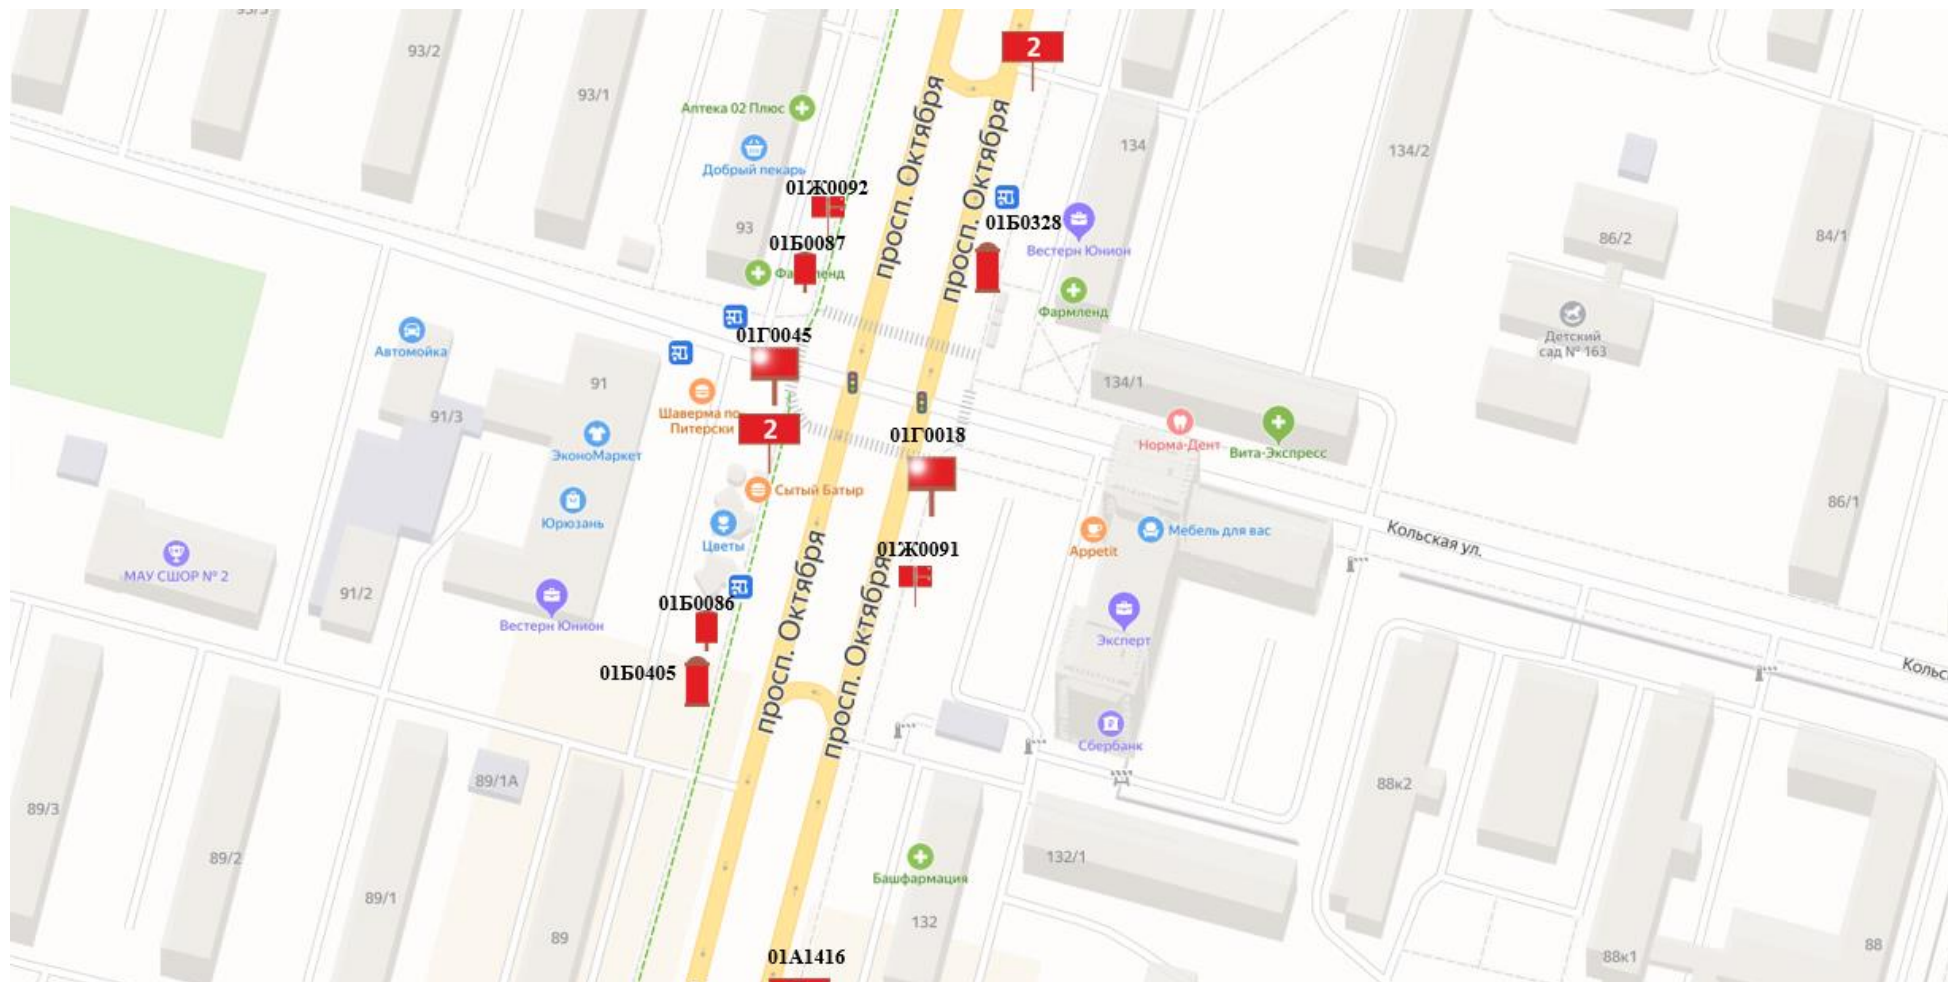 93/3
93/2
2
93/1
Аптека 02 Плюс
просп. Октября
просп. Октября
134
134/2
Добрый пекарь
01Ж0092
01Б0328
93
01Б0087
Вестерн Юнион
86/2
84/1
Фармленд
Фармленд
01Г0045
Автомойка
Детский
сад № 163
91
134/1
91/3
Шаверма по
Питерски
2
01Г0018
Норма-Дент
Вита-Экспресс
ЭконоМаркет
Сытый Батыр
86/1
Юрюзань
Цветы
Appetit
Мебель для вас
Кольская ул.
01Ж0091
МАУ СШОР № 2
91/2
01Б0086
Вестерн Юнион
просп. Октября
просп. Октября
Эксперт
01Б0405
Кольс
Сбербанк
89/1А
88к2
89/3
89/2
132/1
Башфармация
89/1
132
89
88
01А1416
88к1